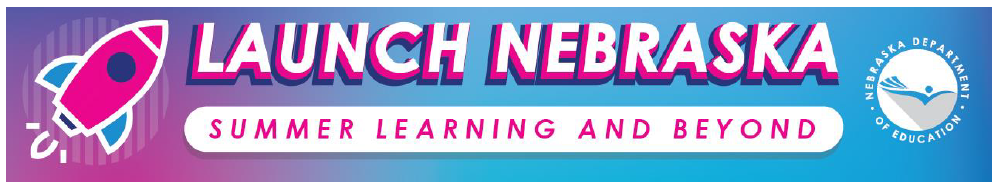 LAUNCH NEBRASKA
SUMMER LEARNING AND BEYOND
NEBRASKA DEPARTMENT
OF EDUCATION